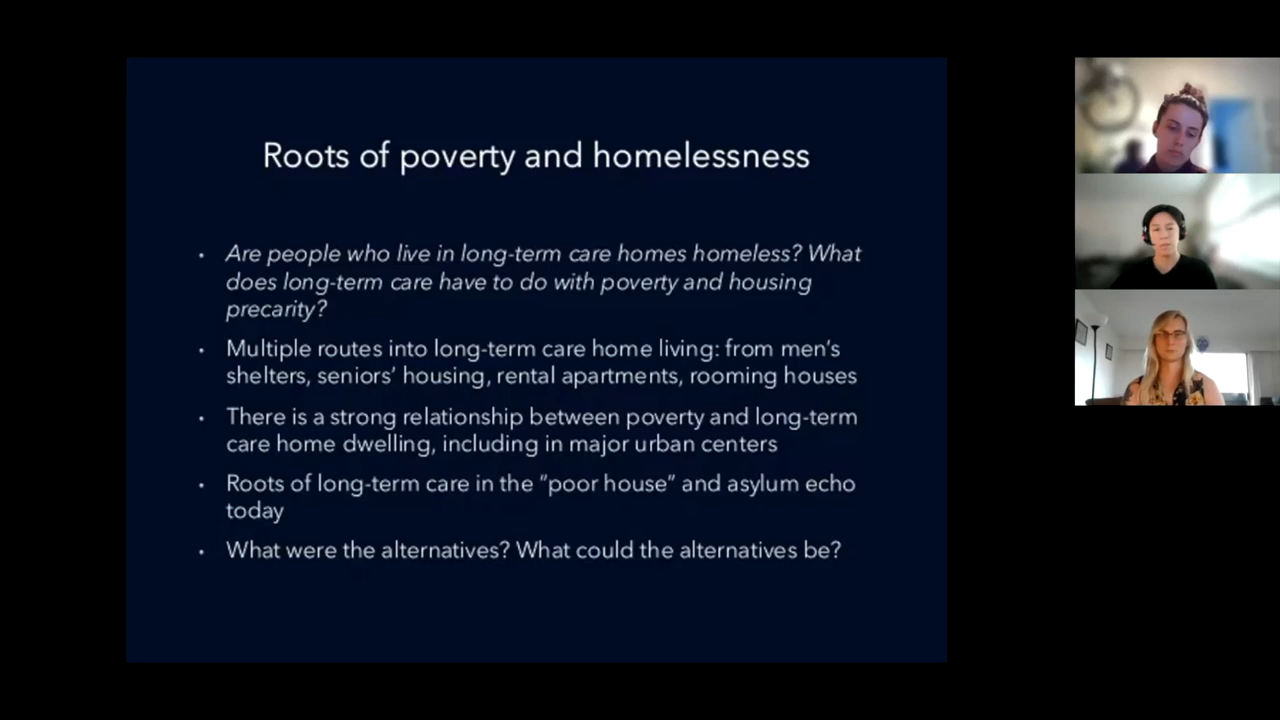 Roots of poverty and homelessness
• Are people who live in long-term care homes homeless? What
does long-term care have to do with poverty and housing
precarity?
• Multiple routes into long-term care home living: from men’s
shelters, seniors’ housing, rental apartments, rooming houses
• There is a strong relationship between poverty and long-term
care home dwelling, including in major urban centers
• Roots of long-term care in the “poor house” and asylum echo
today
• What were the alternatives? What could the alternatives be?